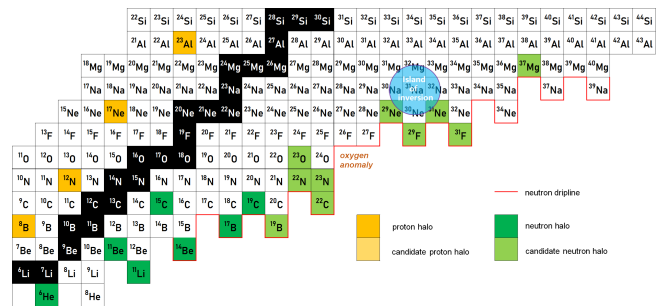 22Si 23Si 24Si 25Si 26Si 27Si 28Si 29Si 30Si 31Si 32Si 33Si 34Si 35Si 36Si 37Si 38Si 39Si 40Si 41Si 42Si 43Si 44Si
21Al 22Al 23Al 24Al 25Al 26Al 27Al 28Al 29Al 30Al 31Al 32Al 33Al 34Al 35Al 36Al 37Al 38Al 39Al 40Al 41Al 42Al 43Al
18Mg 19Mg 20Mg 21Mg 22Mg 23Mg 24Mg 25Mg 26Mg 27Mg 28Mg 29Mg 30Mg 31Mg 32Mg 33Mg 34Mg 35Mg 36Mg 37Mg 38Mg 39Mg 40Mg
17Na 18Na 19Na 20Na 21Na 22Na 23Na 24Na 25Na 26Na 27Na 28Na 29Na 30Na 31Na 32Na 33Na 34Na 35Na 37Na 39Na
island
of
inversion
15Ne 16Ne 17Ne 18Ne 19Ne 20Ne 21Ne 22Ne 23Ne 24Ne 25Ne 26Ne 27Ne 28Ne 29Ne 30Ne 31Ne 32Ne 34Ne
13F 14F 15F 16F 17F 18F 19F 20F 21F 22F 23F 24F 25F 26F 27F 29F 31F
11O 12O 13O 14O 15O 16O 17O 18O 19O 20O 21O 22O 23O 24O
oxygen
anomaly
10N 11N 12N 13N 14N 15N 16N 17N 18N 19N 20N 21N 22N 23N
9C 10C 11C 12C 13C 14C 15C 16C 17C 18C 19C 20C 22C
neutron dripline
8B 9B 10B 11B 12B 13B 14B 15B 17B 19B
proton halo
neutron halo
7Be 8Be 9Be 10Be 11Be 12Be 14Be
candidate proton halo
candidate neutron halo
6Li 7Li 8Li 9Li 11Li
6He 8He